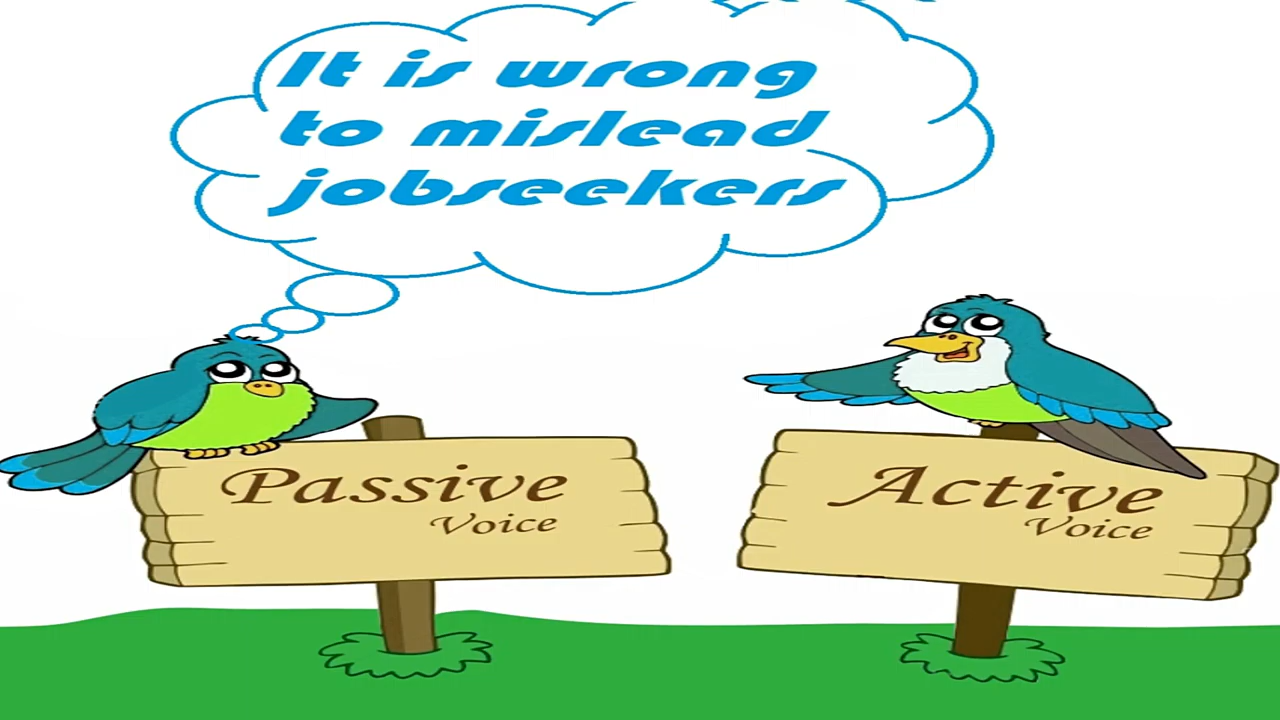 It is wrong
to mislead
jobseekers
Passive
Voice
Active
Voice